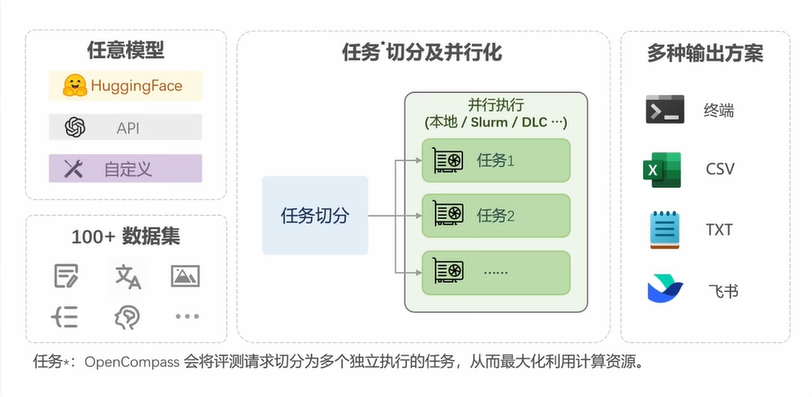 任意模型
HuggingFace
API
自定义
100+ 数据集
任务*切分及并行化
任务切分
并行执行
(本地 / Slurm / DLC ···)
任务1
任务2
······
多种输出方案
终端
CSV
TXT
飞书
任务*： OpenCompass 会将评测请求切分为多个独立执行的任务，从而最大化利用计算资源。